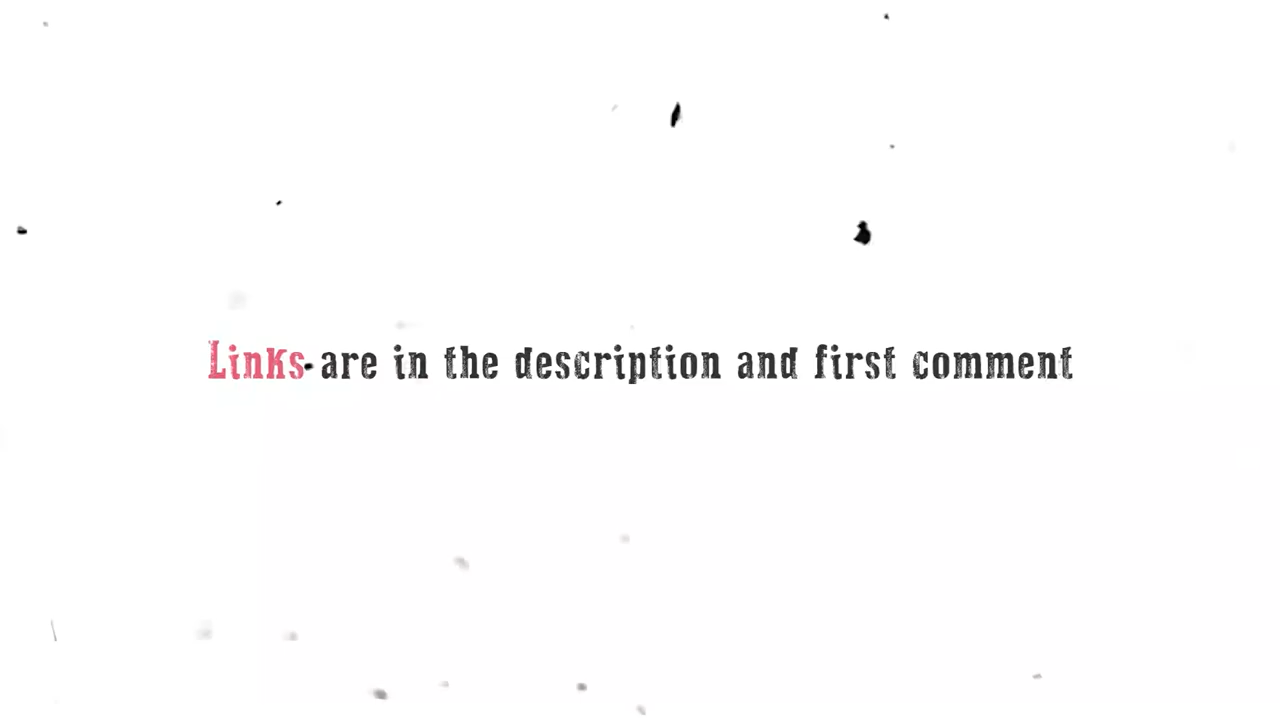 Links are in the description and first comment